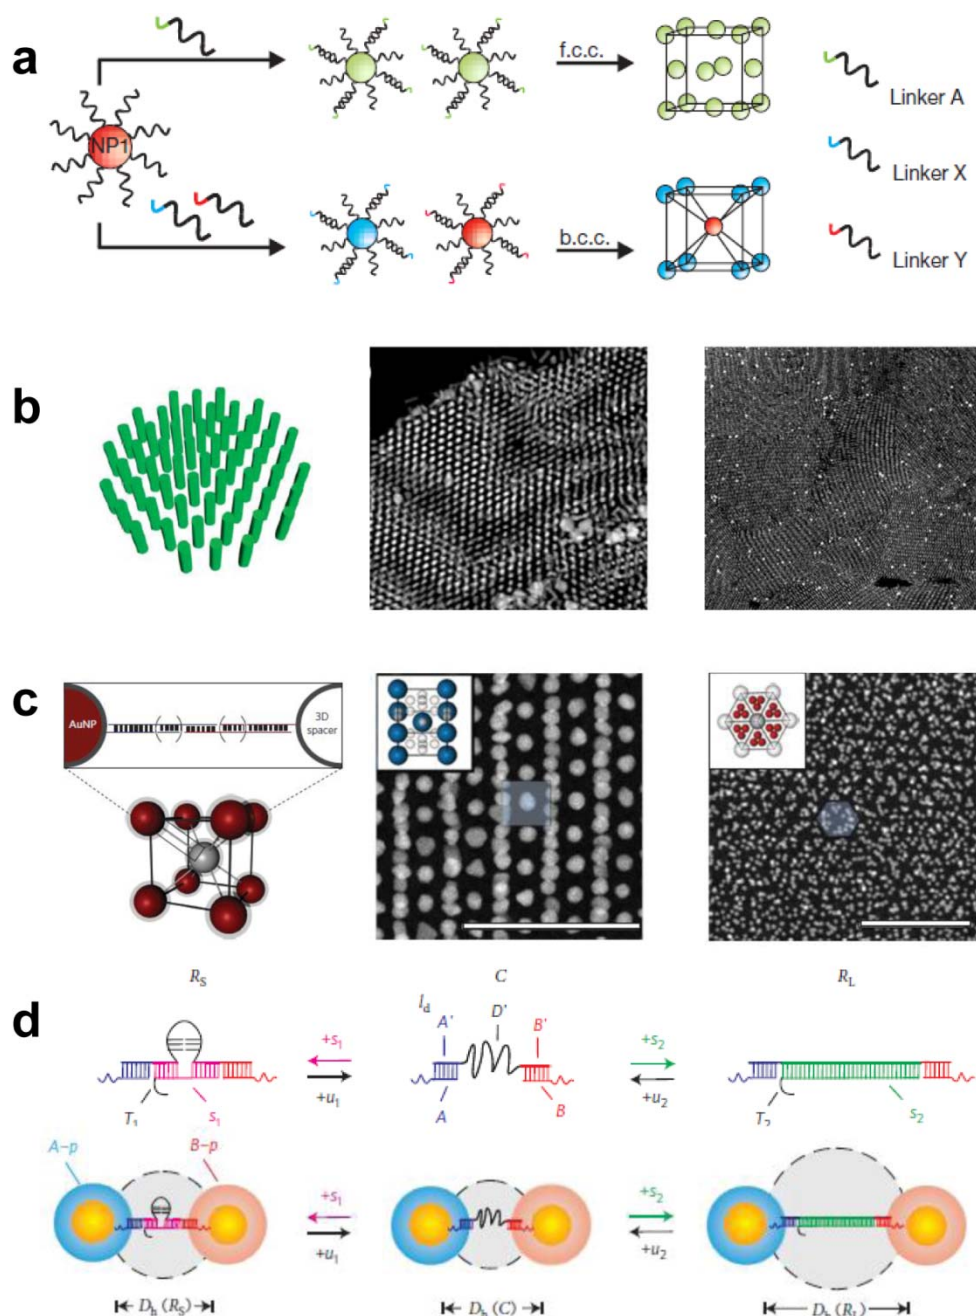 a
f.c.c.
Linker A
NP1
Linker X
b.c.c.
Linker Y
b
c
AuNP
3D
spacer
R_S C R_L
d
l_d
A' D' B'
+s_1 +s_2
+u_1 +u_2
T_1 s_1 A B T_2 s_2
A–p B–p
+s_1 +s_2
+u_1 +u_2
D_h (R_S) D_h (C) D_h (R_L)